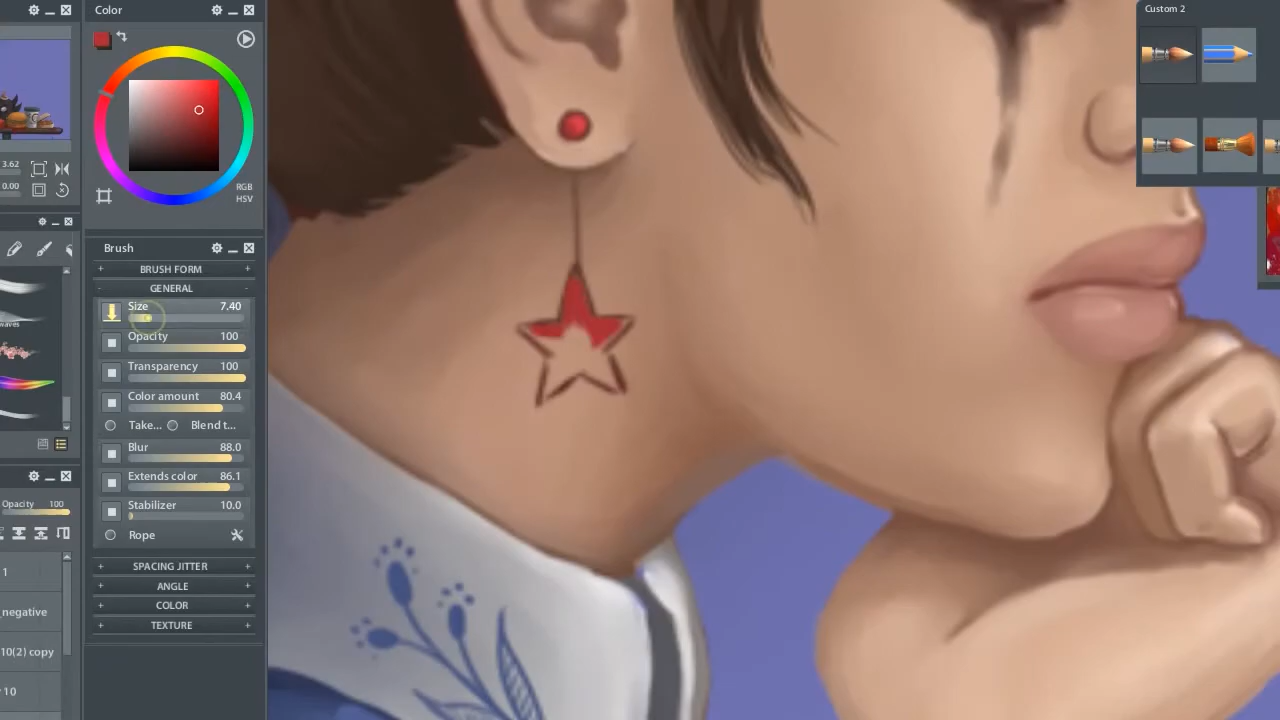 Color
Custom 2
3.62
0.00
RGB
HSV
Brush
+ BRUSH FORM +
- GENERAL -
Size 7.40
Opacity 100
Transparency 100
Color amount 80.4
Take... Blend t...
Blur 88.0
Extends color 86.1
Stabilizer 10.0
Rope
+ SPACING JITTER +
+ ANGLE +
+ COLOR +
+ TEXTURE +
waves
Opacity 100
1
_negative
10(2) copy
10